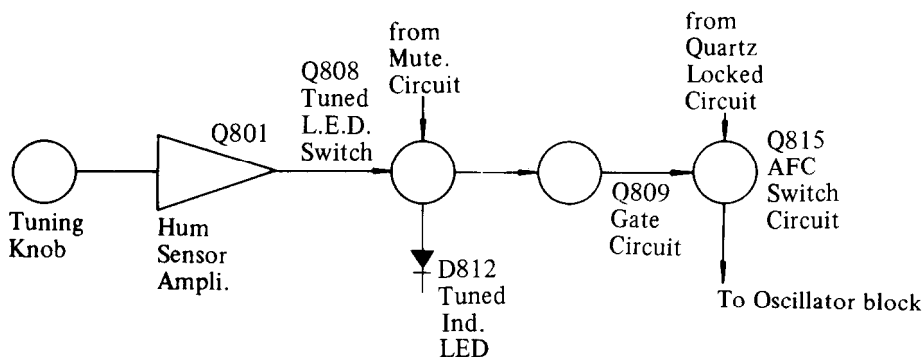 Tuning
Knob
Q801
Hum
Sensor
Ampli.
Q808
Tuned
L.E.D.
Switch
from
Mute.
Circuit
D812
Tuned
Ind.
LED
Q809
Gate
Circuit
from
Quartz
Locked
Circuit
Q815
AFC
Switch
Circuit
To Oscillator block